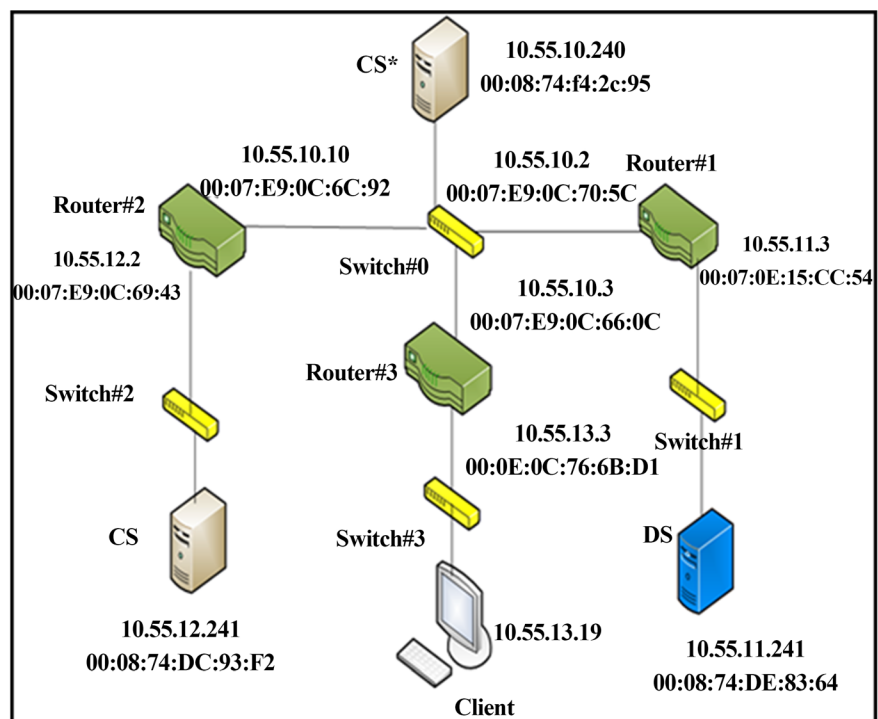 CS*
10.55.10.240
00:08:74:f4:2c:95
10.55.10.10
00:07:E9:0C:6C:92
10.55.10.2
00:07:E9:0C:70:5C
Router#1
Router#2
10.55.12.2
00:07:E9:0C:69:43
Switch#0
10.55.11.3
00:07:0E:15:CC:54
10.55.10.3
00:07:E9:0C:66:0C
Router#3
Switch#2
10.55.13.3
00:0E:0C:76:6B:D1
Switch#1
CS
Switch#3
DS
10.55.12.241
00:08:74:DC:93:F2
10.55.13.19
10.55.11.241
00:08:74:DE:83:64
Client